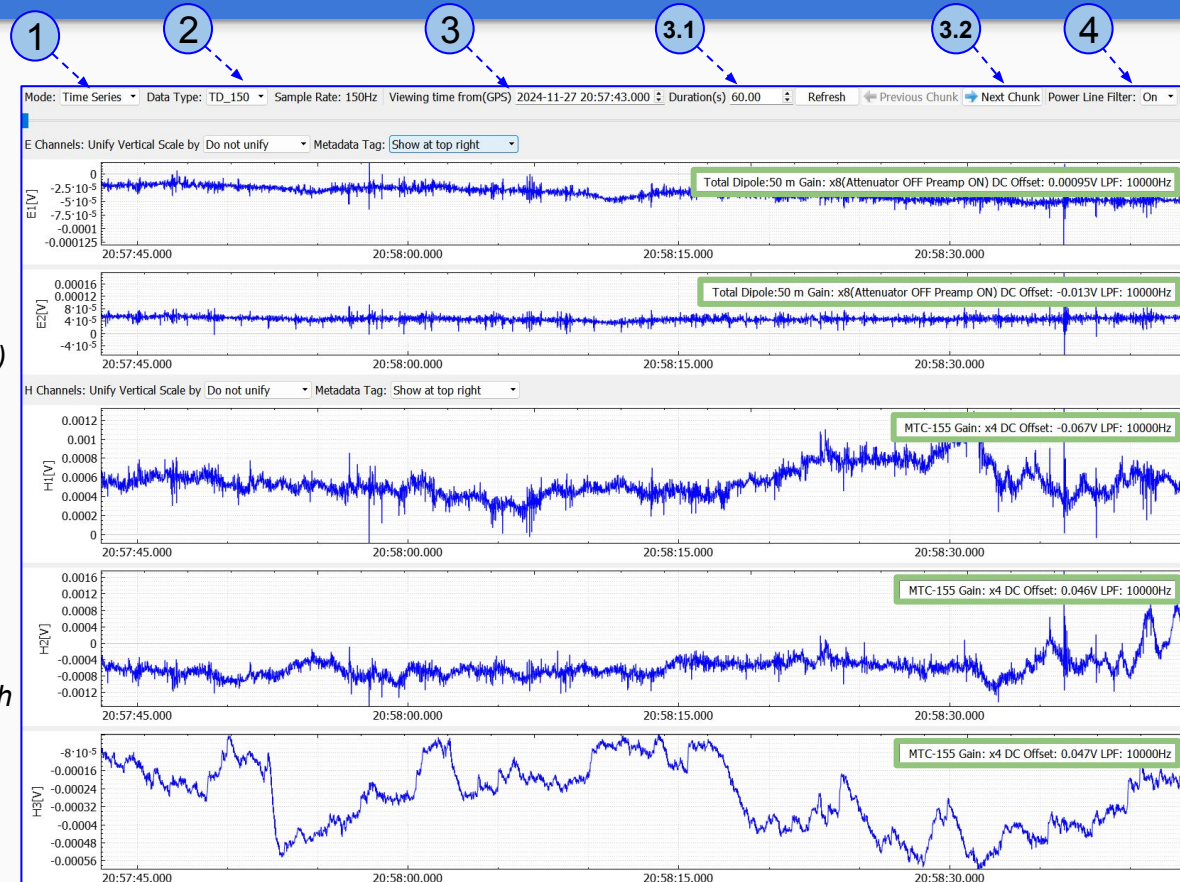 1 2 3 3.1 3.2 4
Mode: Time Series Data Type: TD_150 Sample Rate: 150Hz Viewing time from(GPS) 2024-11-27 20:57:43.000 Duration(s) 60.00 Refresh Previous Chunk Next Chunk Power Line Filter: On
E Channels: Unify Vertical Scale by Do not unify Metadata Tag: Show at top right
Total Dipole:50 m Gain: x8(Attenuator OFF Preamp ON) DC Offset: 0.00095V LPF: 10000Hz
E1[V]
0
-2.5·10⁻⁵
-5·10⁻⁵
-7.5·10⁻⁵
-0.0001
-0.000125
20:57:45.000 20:58:00.000 20:58:15.000 20:58:30.000
Total Dipole:50 m Gain: x8(Attenuator OFF Preamp ON) DC Offset: -0.013V LPF: 10000Hz
E2[V]
0.00016
0.00012
8·10⁻⁵
4·10⁻⁵
0
-4·10⁻⁵
)
20:57:45.000 20:58:00.000 20:58:15.000 20:58:30.000
H Channels: Unify Vertical Scale by Do not unify Metadata Tag: Show at top right
MTC-155 Gain: x4 DC Offset: -0.067V LPF: 10000Hz
H1[V]
0.0012
0.001
0.0008
0.0006
0.0004
0.0002
0
20:57:45.000 20:58:00.000 20:58:15.000 20:58:30.000
MTC-155 Gain: x4 DC Offset: 0.046V LPF: 10000Hz
H2[V]
0.0016
0.0012
0.0008
0.0004
0
-0.0004
-0.0008
-0.0012
h
20:57:45.000 20:58:00.000 20:58:15.000 20:58:30.000
MTC-155 Gain: x4 DC Offset: 0.047V LPF: 10000Hz
H3[V]
-8·10⁻⁵
-0.00016
-0.00024
-0.00032
-0.0004
-0.00048
-0.00056
20:57:45.000 20:58:00.000 20:58:15.000 20:58:30.000